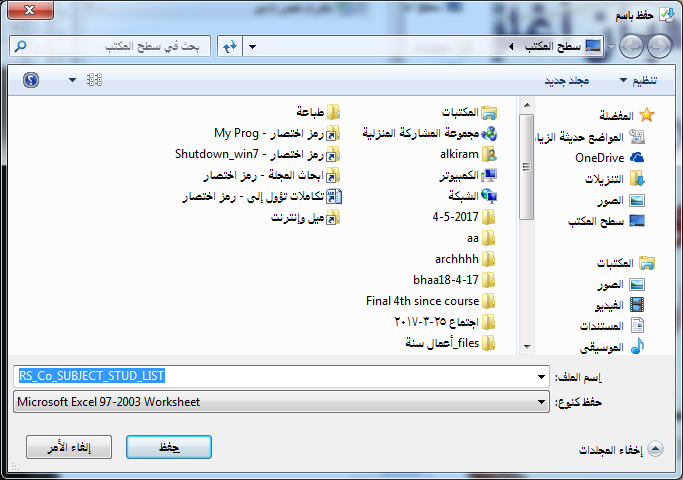 حفظ باسم
سطح المكتب
بحث في سطح المكتب
تنظيم
مجلد جديد
المفضلة
المواضع حديثة الزيار
OneDrive
التنزيلات
الصور
سطح المكتب
المكتبات
الصور
الفيديو
المستندات
الموسيقى
المكتبات
مجموعة المشاركة المنزلية
alkiram
الكمبيوتر
الشبكة
4-5-2017
aa
archhhh
bhaa18-4-17
Final 4th since course
اجتماع ٢٥-٣-٢٠١٧
أعمال سنة_files
طباعة
My Prog - رمز اختصار
Shutdown_win7 - رمز اختصار
ابحاث المجلة - رمز اختصار
تكاملات تؤول إلى - رمز اختصار
ميل وإنترنت
اسم الملف:
RS_Co_SUBJECT_STUD_LIST
حفظ كنوع:
Microsoft Excel 97-2003 Worksheet
إخفاء المجلدات
حفظ
إلغاء الأمر